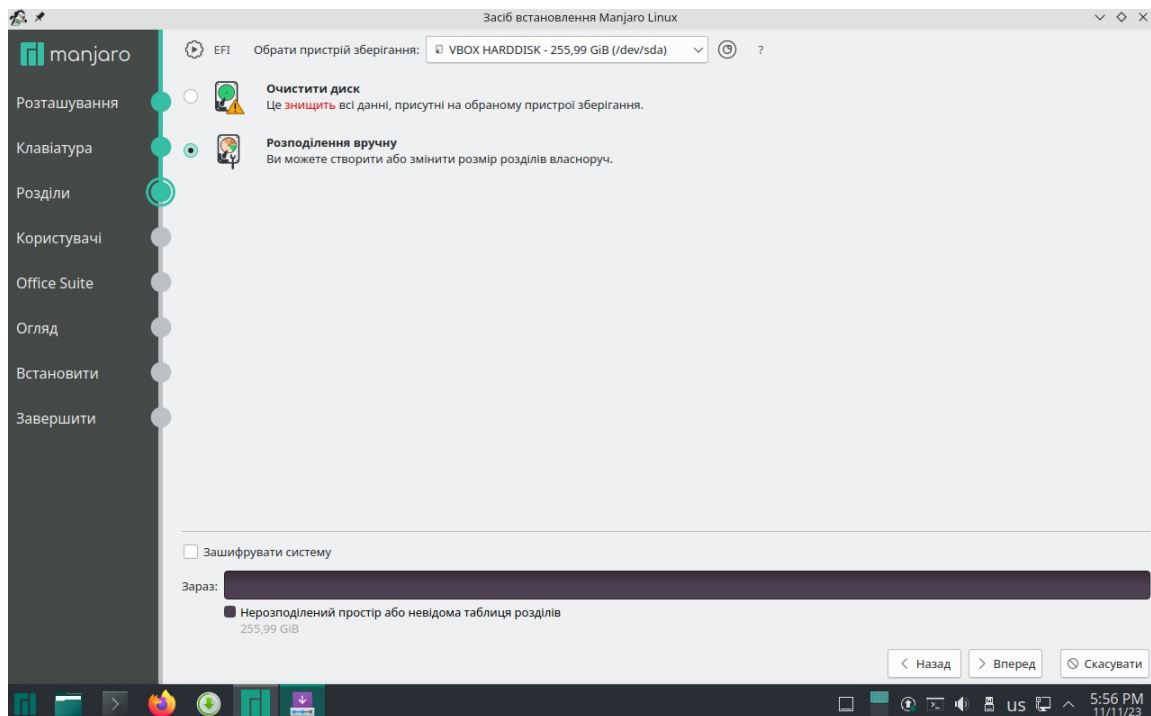 Засіб встановлення Manjaro Linux
manjaro
EFI Обрати пристрій зберігання: VBOX HARDDISK - 255,99 GiB (/dev/sda) ?
Очистити диск
Це знищить всі данні, присутні на обраному пристрої зберігання.
Розподілення вручну
Ви можете створити або змінити розмір розділів власноруч.
Розташування
Клавіатура
Розділи
Користувачі
Office Suite
Огляд
Встановити
Завершити
Зашифрувати систему
Зараз:
Нерозподілений простір або невідома таблиця розділів
255,99 GiB
Назад Вперед Скасувати
us 5:56 PM
11/11/23